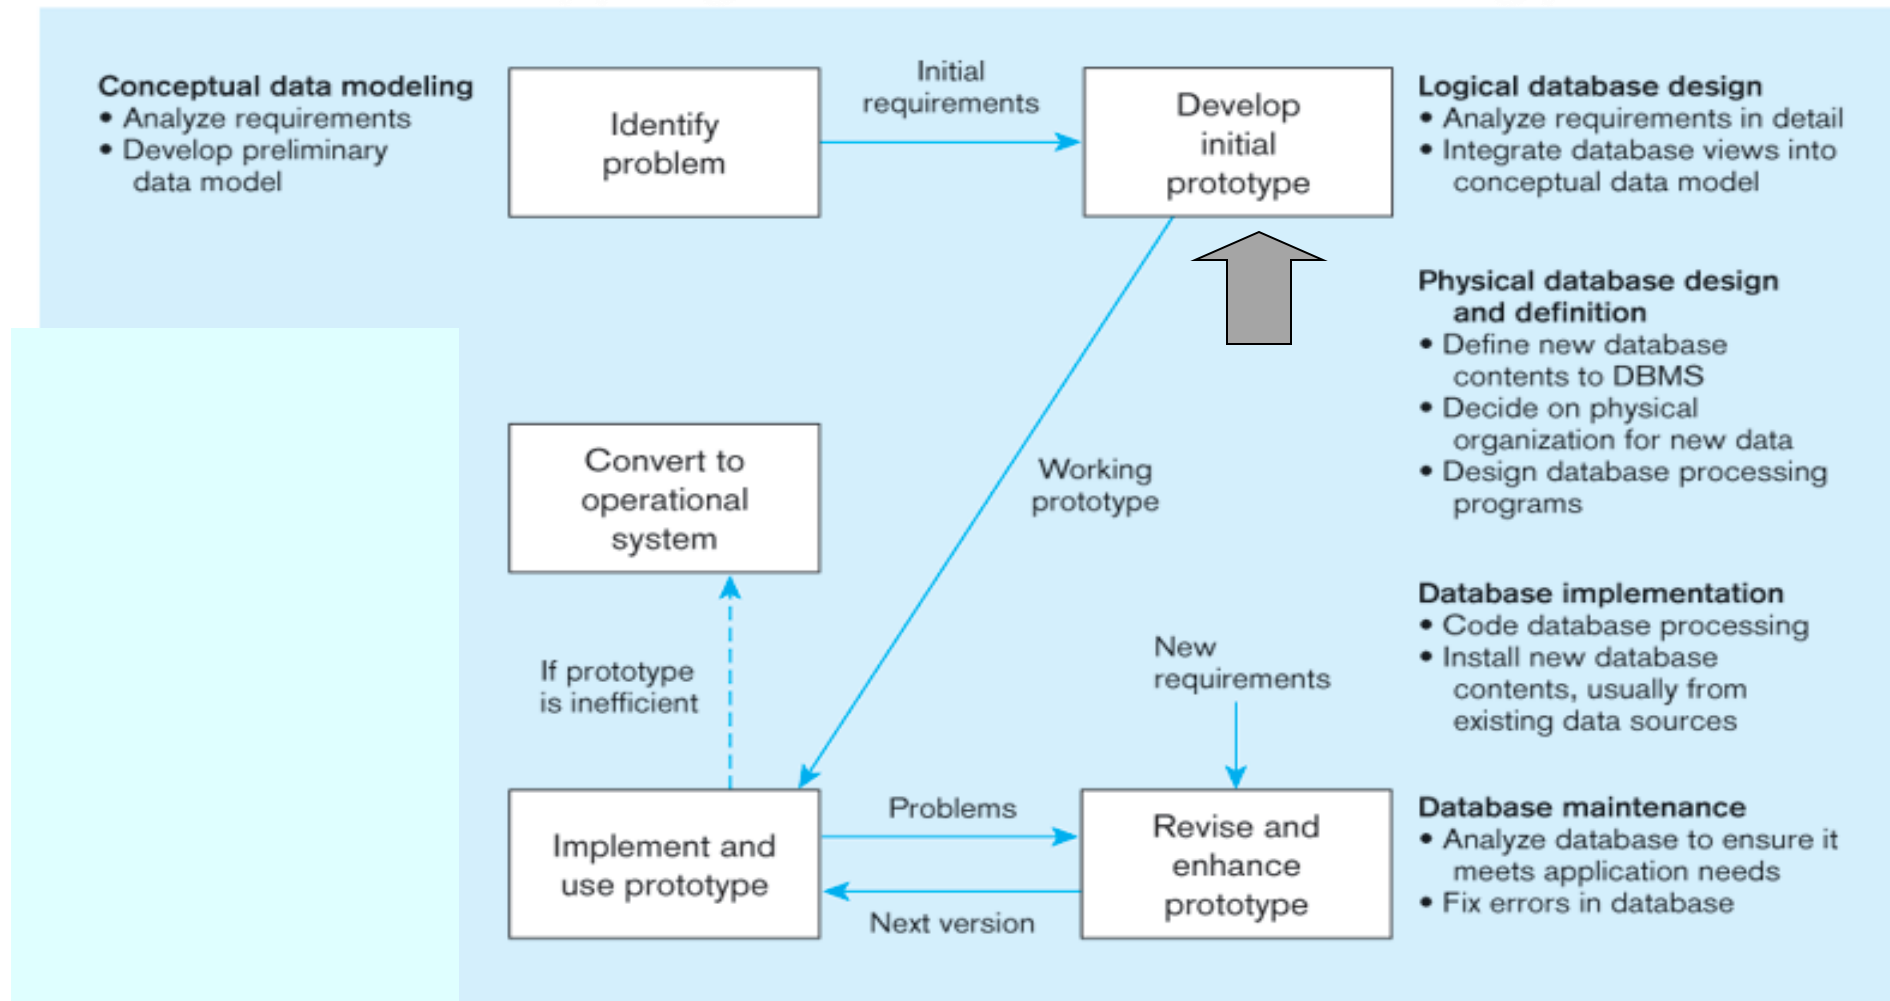 Conceptual data modeling
• Analyze requirements
• Develop preliminary
data model
Identify
problem
Initial
requirements
Develop
initial
prototype
Logical database design
• Analyze requirements in detail
• Integrate database views into
conceptual data model
Physical database design
and definition
• Define new database
contents to DBMS
• Decide on physical
organization for new data
• Design database processing
programs
Convert to
operational
system
Working
prototype
Database implementation
• Code database processing
• Install new database
contents, usually from
existing data sources
If prototype
is inefficient
New
requirements
Implement and
use prototype
Problems
Next version
Revise and
enhance
prototype
Database maintenance
• Analyze database to ensure it
meets application needs
• Fix errors in database